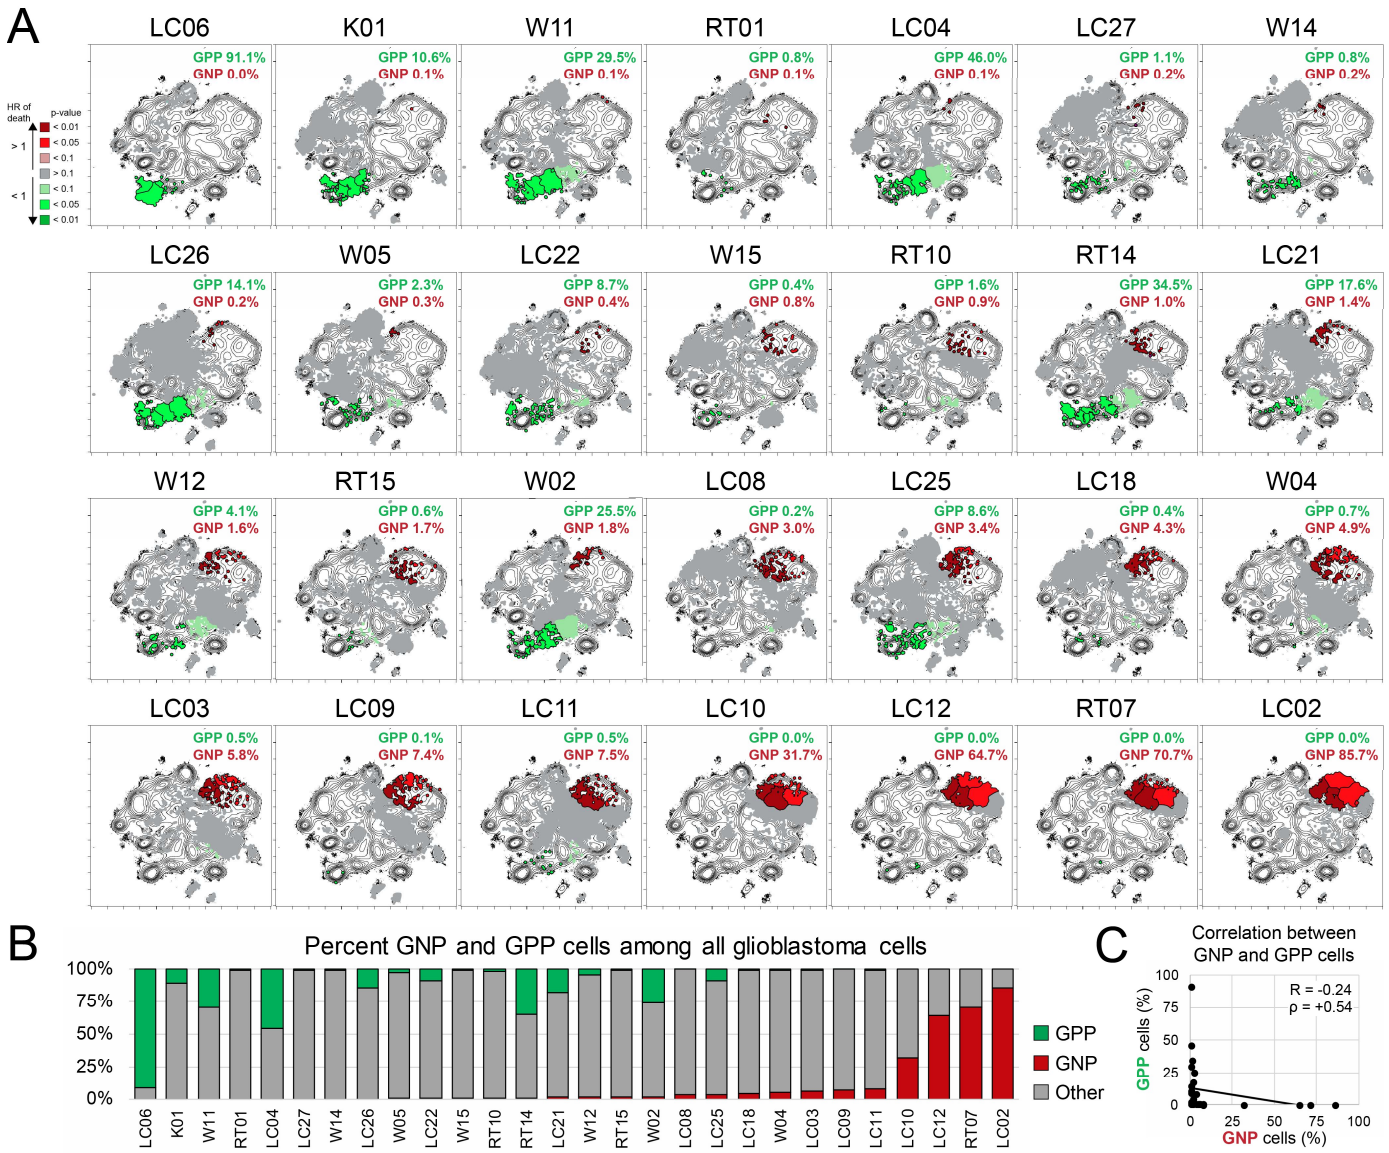 A
LC06 K01 W11 RT01 LC04 LC27 W14
GPP 91.1% GPP 10.6% GPP 29.5% GPP 0.8% GPP 46.0% GPP 1.1% GPP 0.8%
GNP 0.0% GNP 0.1% GNP 0.1% GNP 0.1% GNP 0.1% GNP 0.2% GNP 0.2%
HR of
death
p-value
< 0.01
< 0.05
> 1
< 0.1
> 0.1
< 0.1
< 1
< 0.05
< 0.01
LC26 W05 LC22 W15 RT10 RT14 LC21
GPP 14.1% GPP 2.3% GPP 8.7% GPP 0.4% GPP 1.6% GPP 34.5% GPP 17.6%
GNP 0.2% GNP 0.3% GNP 0.4% GNP 0.8% GNP 0.9% GNP 1.0% GNP 1.4%
W12 RT15 W02 LC08 LC25 LC18 W04
GPP 4.1% GPP 0.6% GPP 25.5% GPP 0.2% GPP 8.6% GPP 0.4% GPP 0.7%
GNP 1.6% GNP 1.7% GNP 1.8% GNP 3.0% GNP 3.4% GNP 4.3% GNP 4.9%
LC03 LC09 LC11 LC10 LC12 RT07 LC02
GPP 0.5% GPP 0.1% GPP 0.5% GPP 0.0% GPP 0.0% GPP 0.0% GPP 0.0%
GNP 5.8% GNP 7.4% GNP 7.5% GNP 31.7% GNP 64.7% GNP 70.7% GNP 85.7%
B
Percent GNP and GPP cells among all glioblastoma cells
100%
75%
50%
25%
0%
LC06 K01 W11 RT01 LC04 LC27 W14 LC26 W05 LC22 W15 RT10 RT14 LC21 W12 RT15 W02 LC08 LC25 LC18 W04 LC03 LC09 LC11 LC10 LC12 RT07 LC02
GPP
GNP
Other
C
Correlation between
GNP and GPP cells
R = -0.24
ρ = +0.54
GPP cells (%)
100
75
50
25
0
0 25 50 75 100
GNP cells (%)